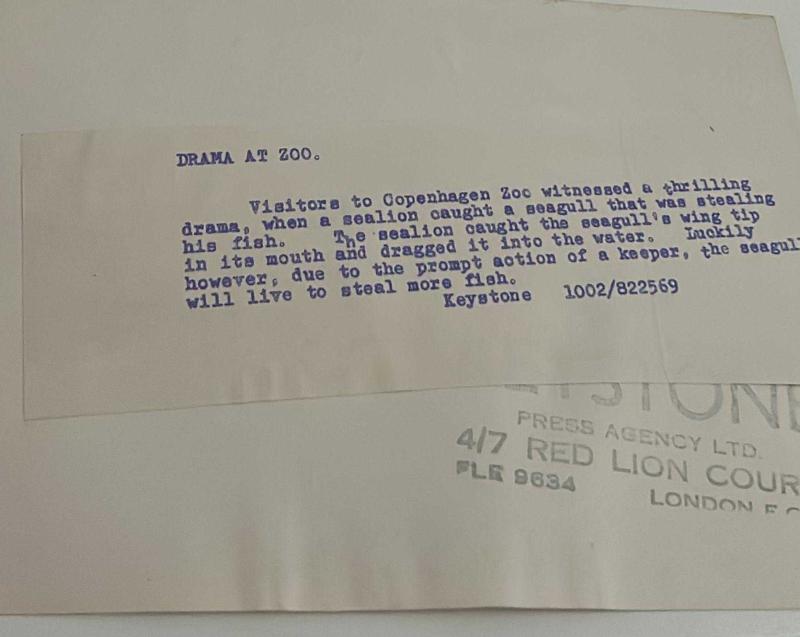 DRAMA AT ZOO.
Visitors to Copenhagen Zoo witnessed a thrilling
drama, when a sealion caught a seagull that was stealing
his fish. The sealion caught the seagull's wing tip
in its mouth and dragged it into the water. Luckily
however, due to the prompt action of a keeper, the seagull
will live to steal more fish.
Keystone 1002/822569
PRESS AGENCY LTD.
4/7 RED LION COUR
FLE 9634
LONDON E C